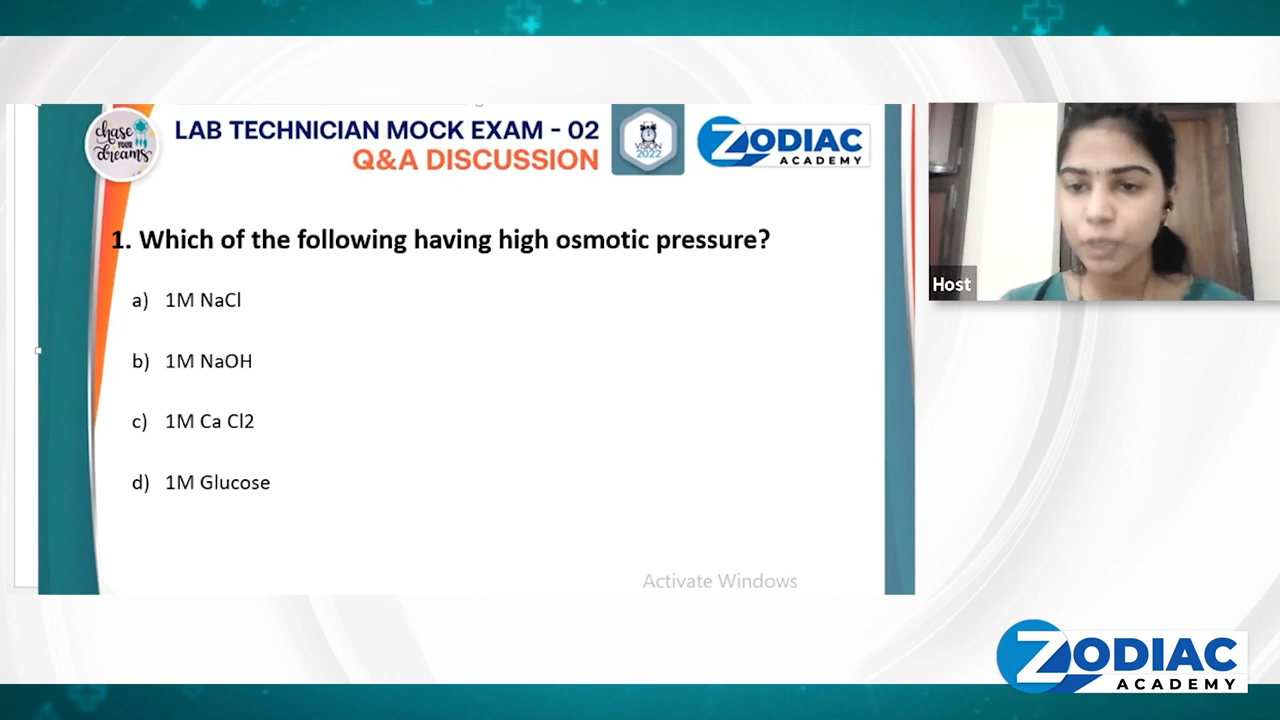 chase
YOUR
dreams
LAB TECHNICIAN MOCK EXAM - 02
Q&A DISCUSSION
VISION
2022
ZODIAC
ACADEMY
1. Which of the following having high osmotic pressure?
a) 1M NaCl
b) 1M NaOH
c) 1M Ca Cl2
d) 1M Glucose
Activate Windows
Host
ZODIAC
ACADEMY